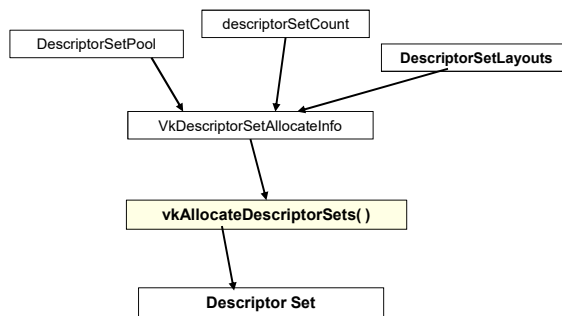 descriptorSetCount
DescriptorSetPool
DescriptorSetLayouts
VkDescriptorSetAllocateInfo
vkAllocateDescriptorSets( )
Descriptor Set